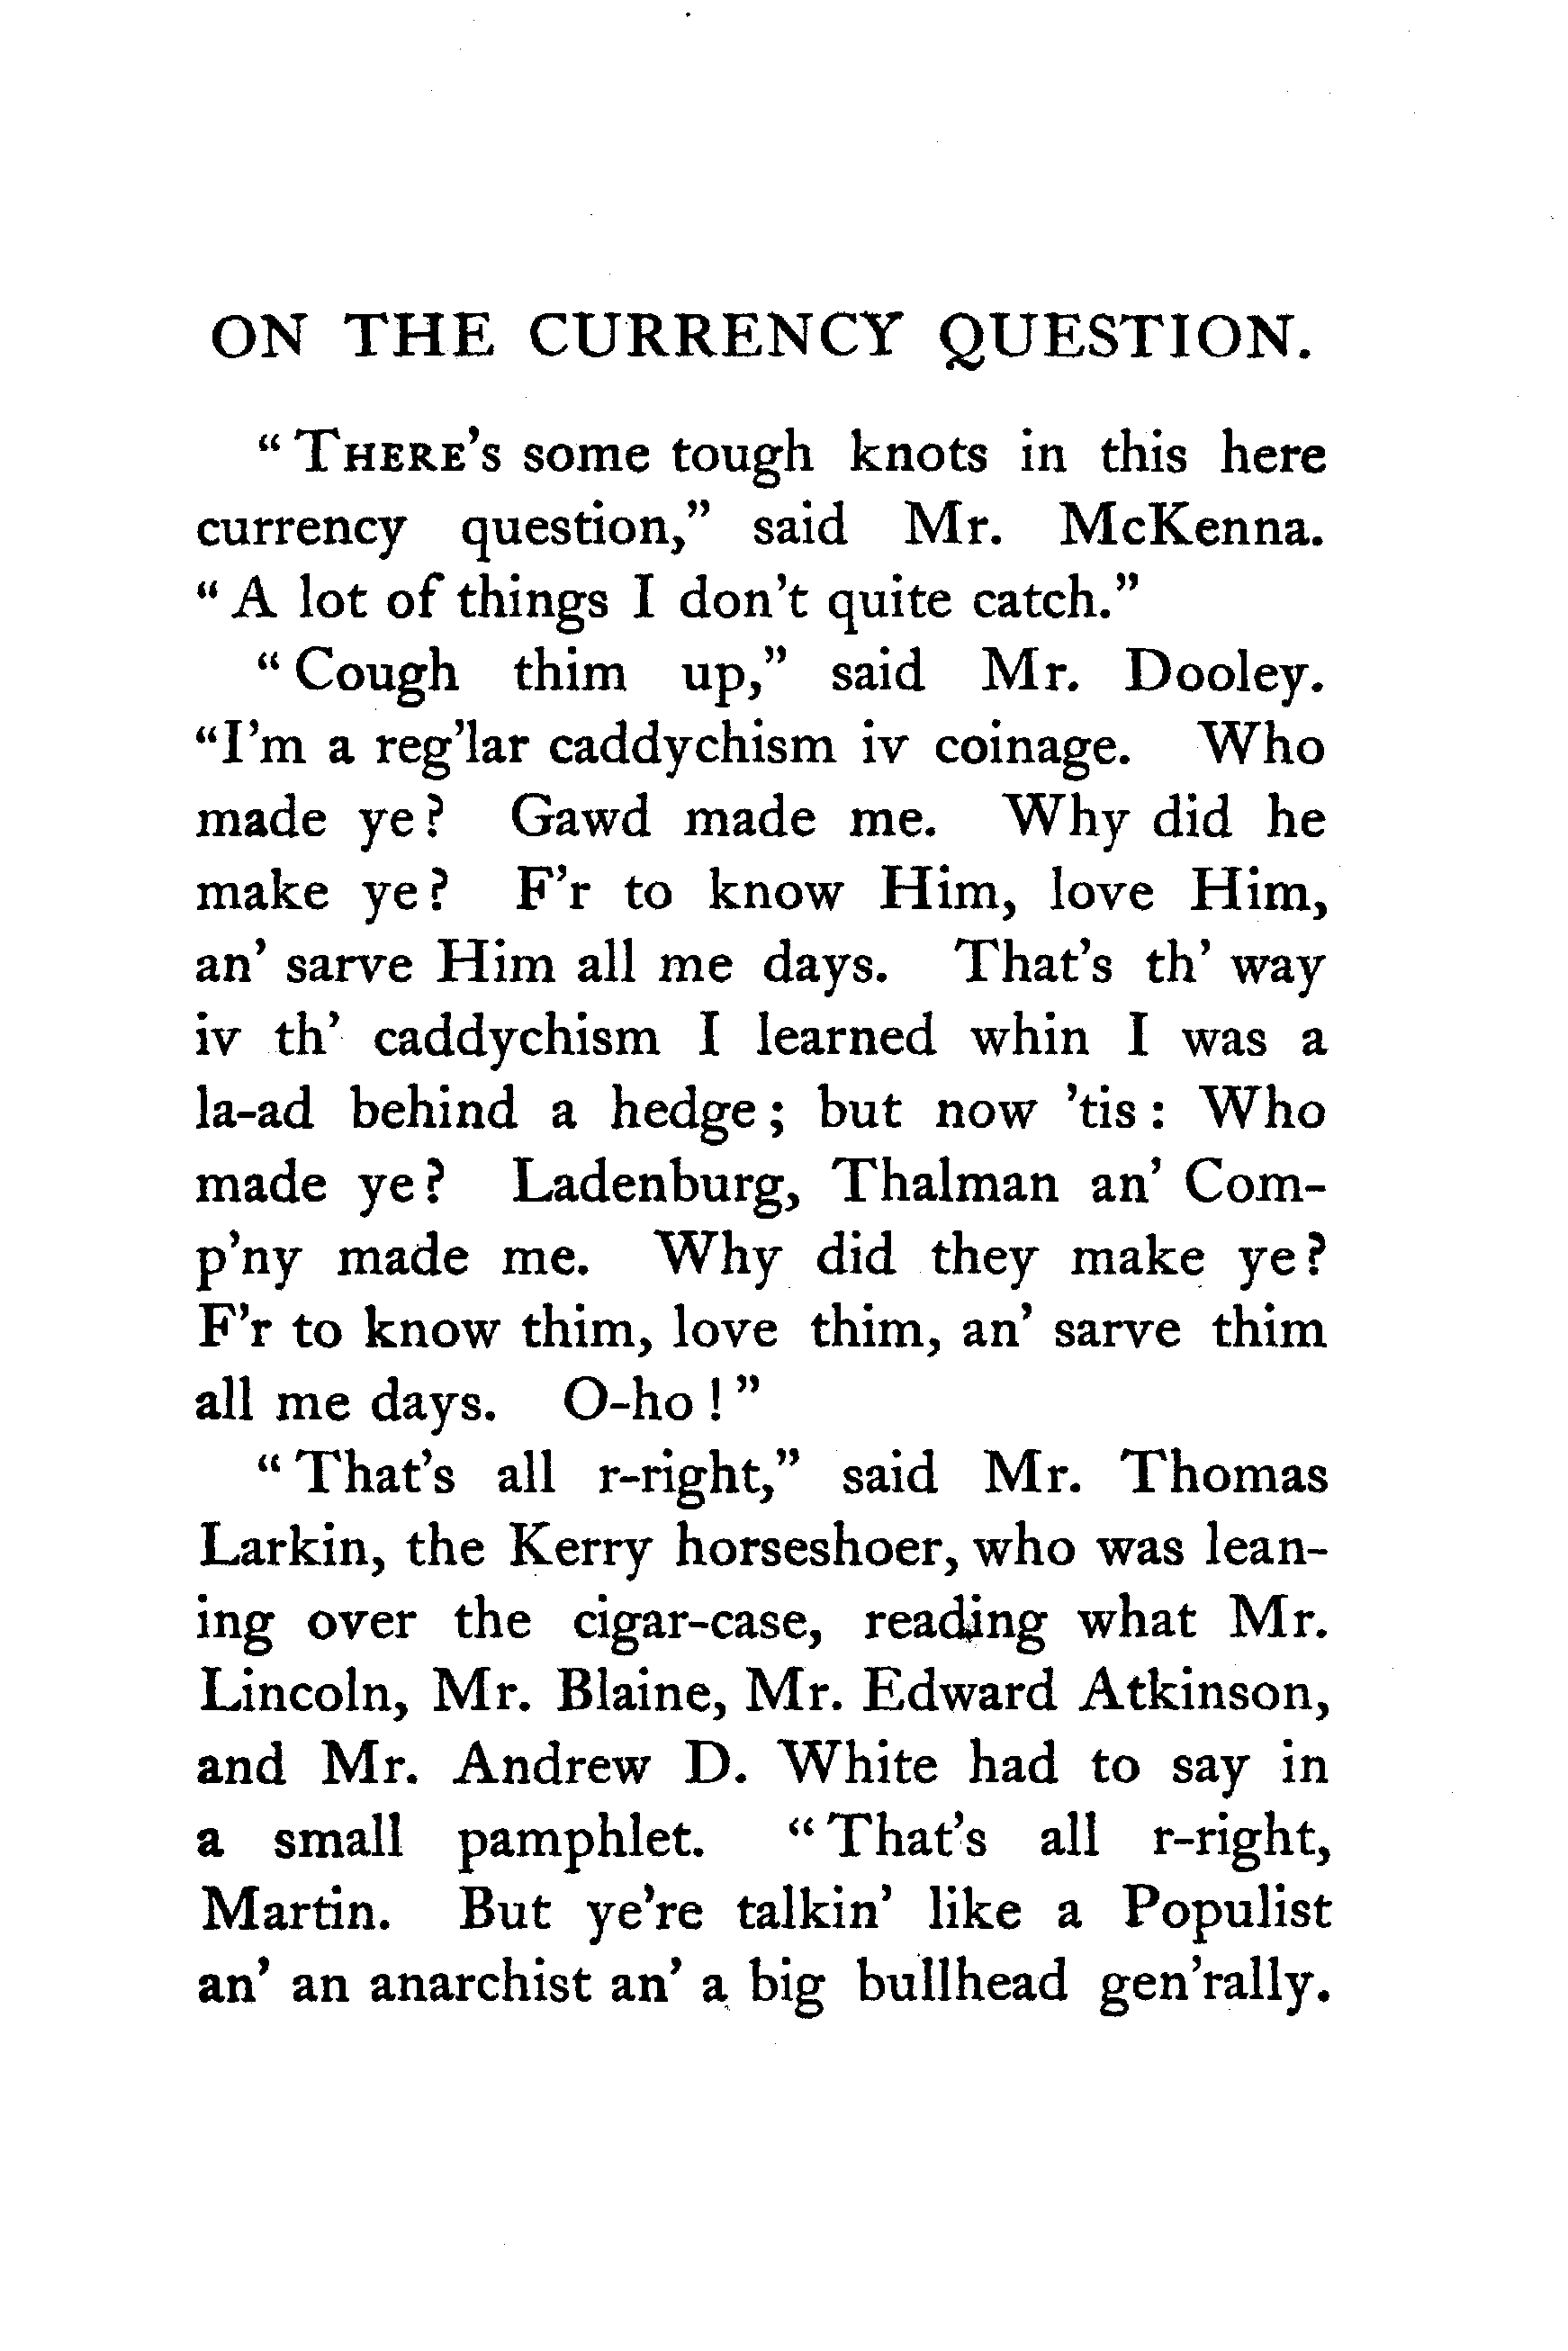 ON THE CURRENCY QUESTION.
“ THERE’s some tough knots in this here
currency question,” said Mr. McKenna.
“ A lot of things I don’t quite catch.”
“ Cough thim up,” said Mr. Dooley.
“I’m a reg’lar caddychism iv coinage. Who
made ye? Gawd made me. Why did he
make ye? F’r to know Him, love Him,
an’ sarve Him all me days. That’s th’ way
iv th’ caddychism I learned whin I was a
la-ad behind a hedge; but now ’tis: Who
made ye? Ladenburg, Thalman an’ Com-
p’ny made me. Why did they make ye?
F’r to know thim, love thim, an’ sarve thim
all me days. O-ho!”
“ That’s all r-right,” said Mr. Thomas
Larkin, the Kerry horseshoer, who was lean-
ing over the cigar-case, reading what Mr.
Lincoln, Mr. Blaine, Mr. Edward Atkinson,
and Mr. Andrew D. White had to say in
a small pamphlet. “ That’s all r-right,
Martin. But ye’re talkin’ like a Populist
an’ an anarchist an’ a big bullhead gen’rally.